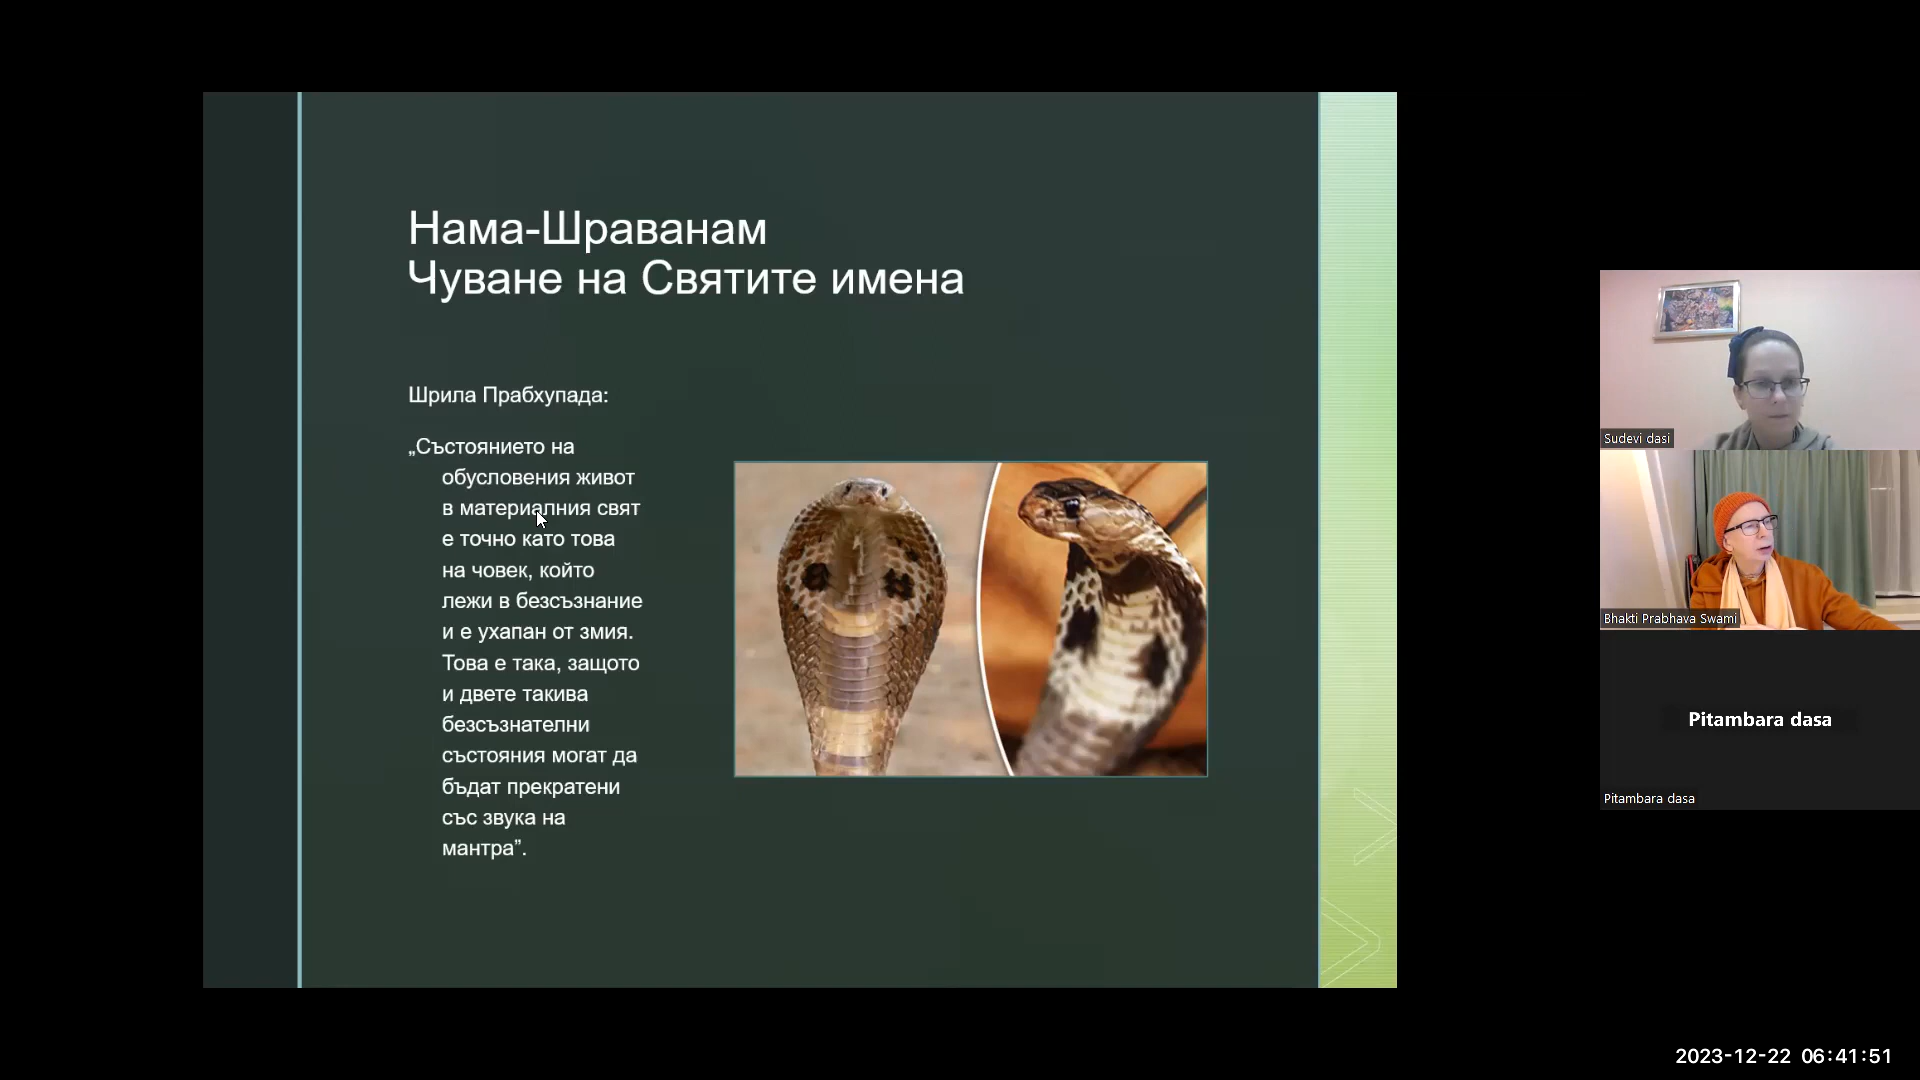 Нама-Шраванам
Чуване на Святите имена
Шрила Прабхупада:
„Състоянието на
обусловения живот
в материалния свят
е точно като това
на човек, който
лежи в безсъзнание
и е ухапан от змия.
Това е така, защото
и двете такива
безсъзнателни
състояния могат да
бъдат прекратени
със звука на
мантра”.
Sudevi dasi
Bhakti Prabhava Swami
Pitambara dasa
Pitambara dasa
2023-12-22 06:41:51